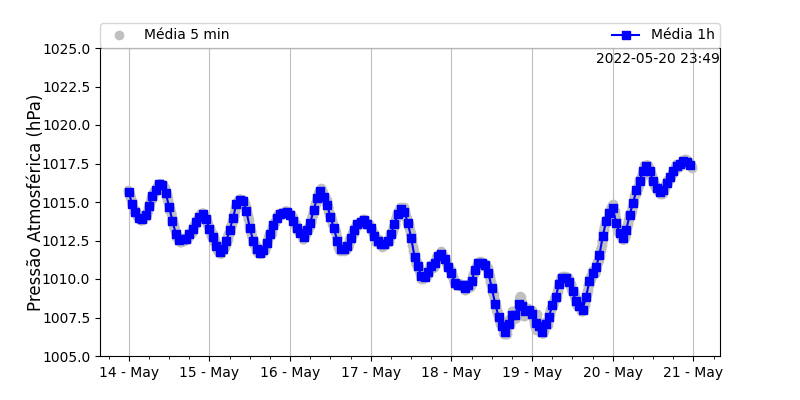 Média 5 min
Média 1h
2022-05-20 23:49
Pressão Atmosférica (hPa)
1025.0
1022.5
1020.0
1017.5
1015.0
1012.5
1010.0
1007.5
1005.0
14 - May 15 - May 16 - May 17 - May 18 - May 19 - May 20 - May 21 - May